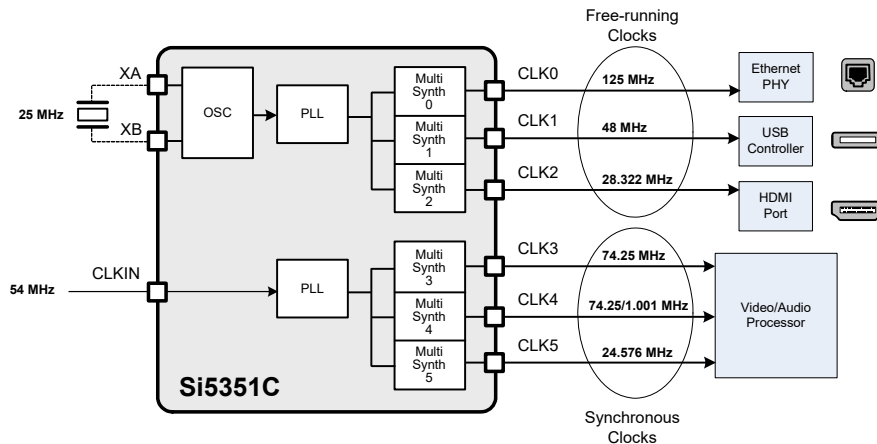 Free-running
Clocks
XA
25 MHz
XB
OSC
PLL
Multi
Synth
0
Multi
Synth
1
Multi
Synth
2
CLK0
125 MHz
Ethernet
PHY
CLK1
48 MHz
USB
Controller
CLK2
28.322 MHz
HDMI
Port
CLKIN
54 MHz
PLL
Multi
Synth
3
Multi
Synth
4
Multi
Synth
5
CLK3
74.25 MHz
CLK4
74.25/1.001 MHz
CLK5
24.576 MHz
Video/Audio
Processor
Si5351C
Synchronous
Clocks